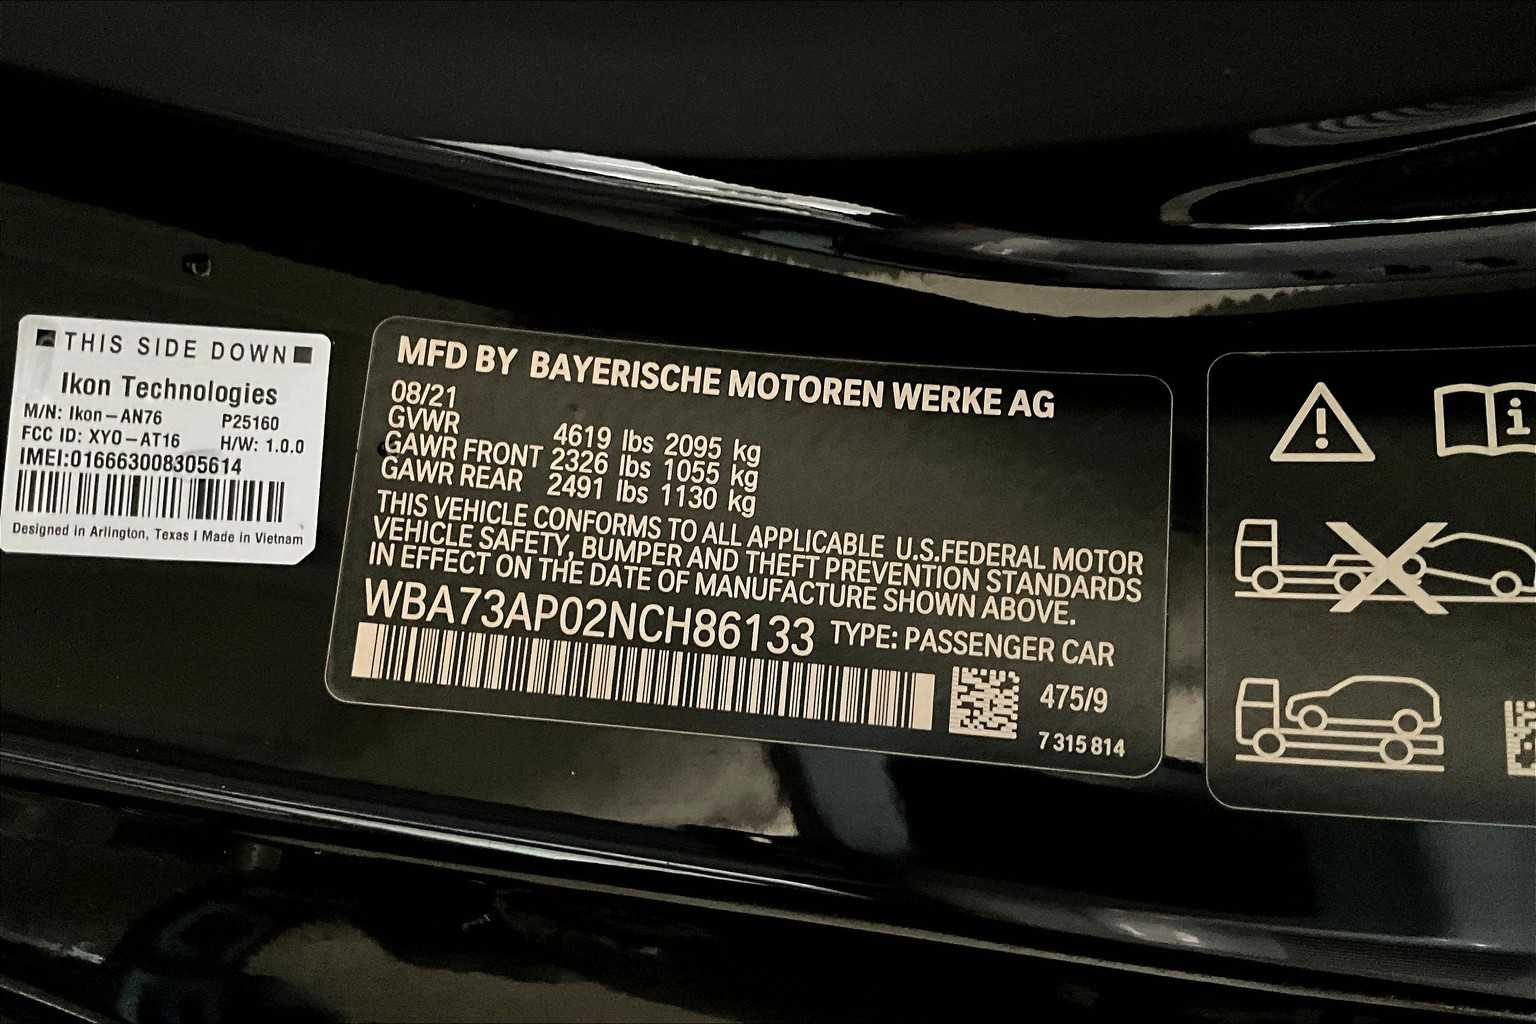 THIS SIDE DOWN
Ikon Technologies
M/N: Ikon-AN76 P25160
FCC ID: XYO-AT16 H/W: 1.0.0
IMEI:016663008305614
Designed in Arlington, Texas | Made in Vietnam
MFD BY BAYERISCHE MOTOREN WERKE AG
08/21
GVWR 4619 lbs 2095 kg
GAWR FRONT 2326 lbs 1055 kg
GAWR REAR 2491 lbs 1130 kg
THIS VEHICLE CONFORMS TO ALL APPLICABLE U.S.FEDERAL MOTOR
VEHICLE SAFETY, BUMPER AND THEFT PREVENTION STANDARDS
IN EFFECT ON THE DATE OF MANUFACTURE SHOWN ABOVE.
WBA73AP02NCH86133 TYPE: PASSENGER CAR
475/9
7 315 814